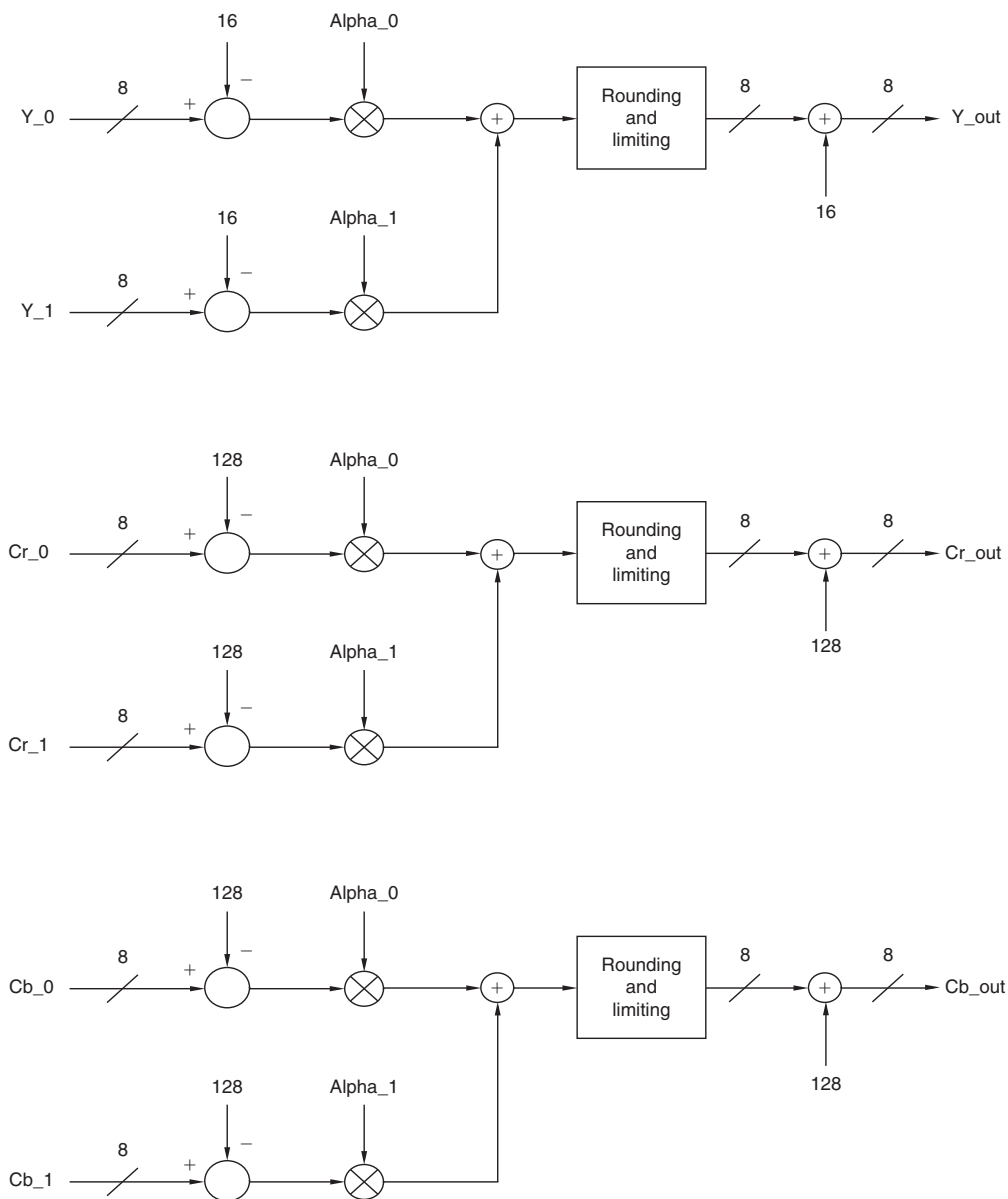 16 Alpha_0
8 + − 8 8
Y_0 + Rounding and limiting + Y_out
16
16 Alpha_1
8 + −
Y_1
128 Alpha_0
8 + − 8 8
Cr_0 + Rounding and limiting + Cr_out
128
128 Alpha_1
8 + −
Cr_1
128 Alpha_0
8 + − 8 8
Cb_0 + Rounding and limiting + Cb_out
128
128 Alpha_1
8 + −
Cb_1